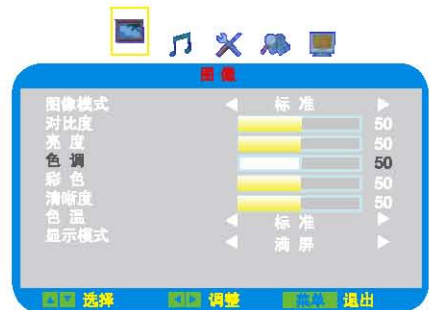 图像
图像模式 标准
对比度 50
亮度 50
色调 50
彩色 50
清晰度 50
色温 标准
显示模式 满屏
选择 调整 菜单 退出